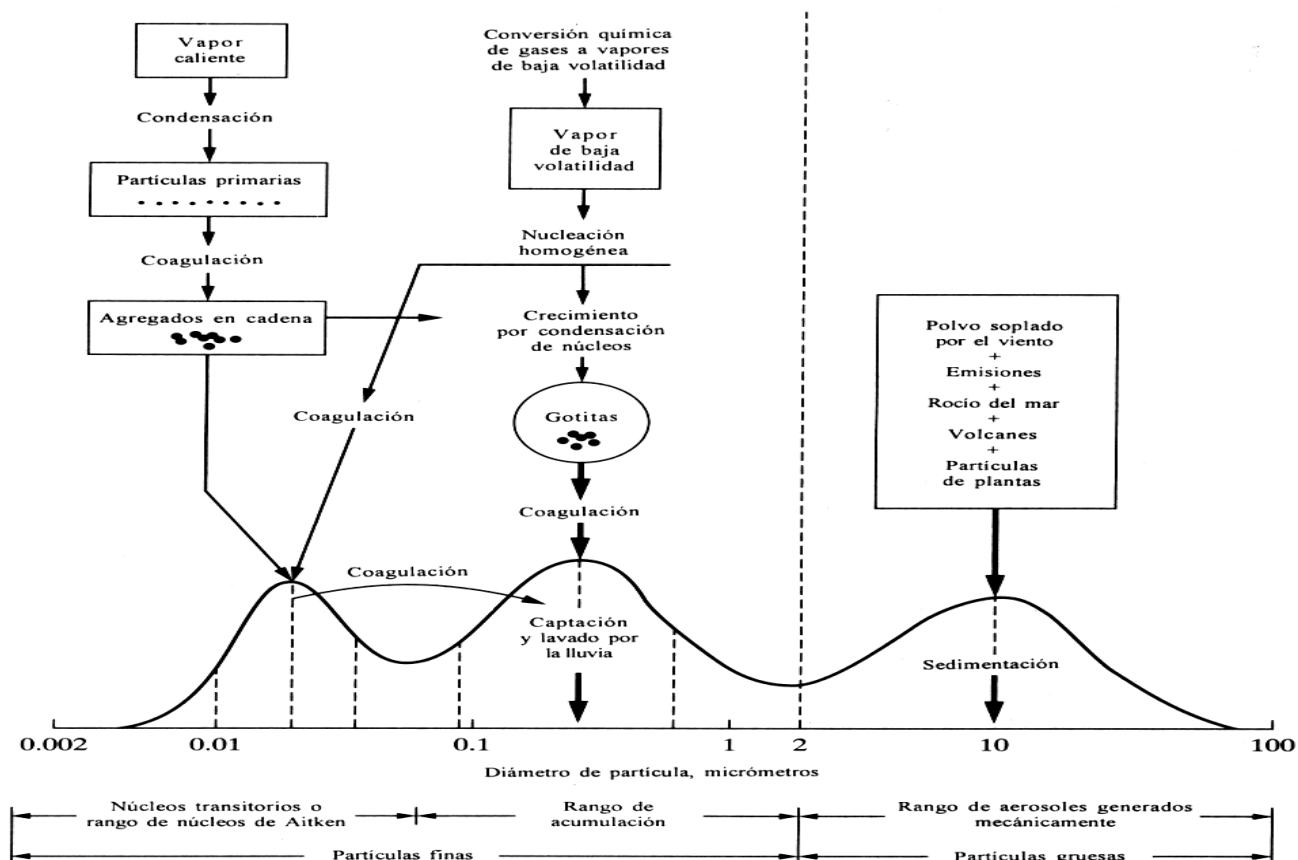 Vapor
caliente
Condensación
Partículas primarias
Coagulación
Agregados en cadena
Conversión química
de gases a vapores
de baja volatilidad
Vapor
de baja
volatilidad
Nucleación
homogénea
Crecimiento
por condensación
de núcleos
Coagulación
Gotitas
Coagulación
Polvo soplado
por el viento
+
Emisiones
+
Rocío del mar
+
Volcanes
+
Partículas
de plantas
Coagulación
Captación
y lavado por
la lluvia
Sedimentación
0.002 0.01 0.1 1 2 10 100
Diámetro de partícula, micrómetros
Núcleos transitorios o
rango de núcleos de Aitken
Rango de
acumulación
Rango de aerosoles generados
mecánicamente
Partículas finas
Partículas gruesas